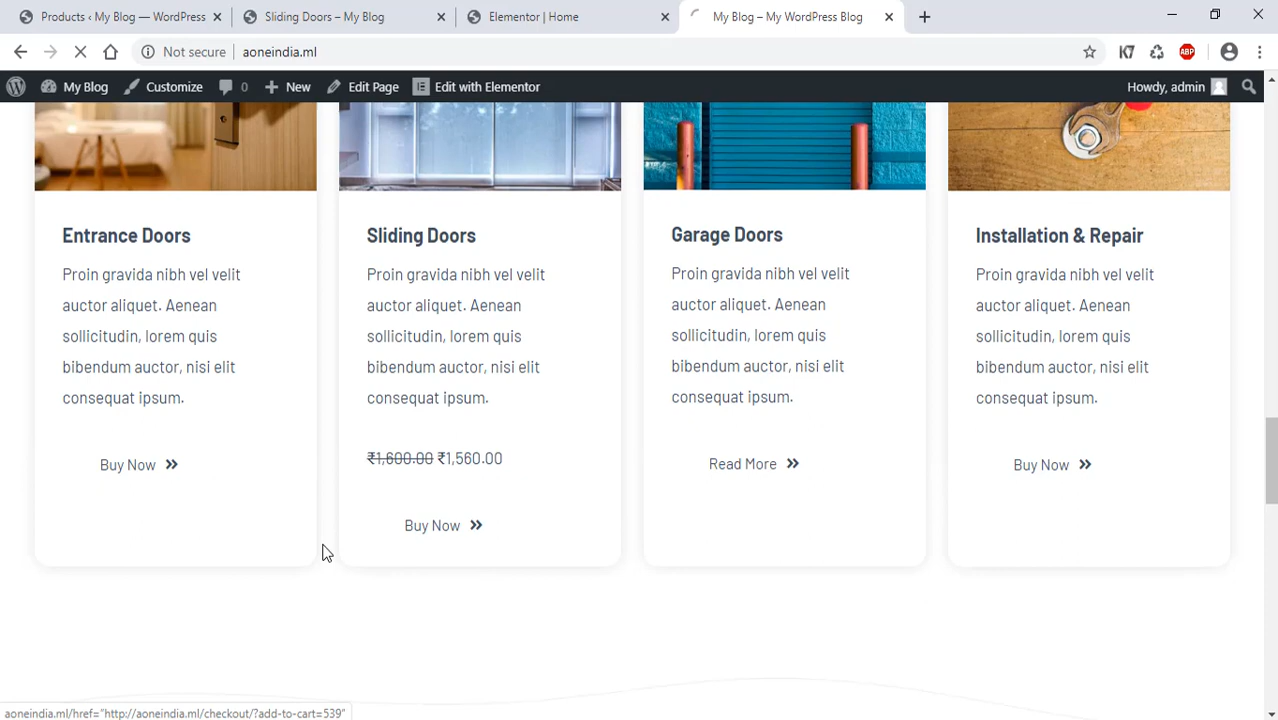 Products ‹ My Blog — WordPress
Sliding Doors – My Blog
Elementor | Home
My Blog – My WordPress Blog
Not secure
aoneindia.ml
ABP
My Blog
Customize
0
New
Edit Page
Edit with Elementor
Howdy, admin
Entrance Doors
Proin gravida nibh vel velit
auctor aliquet. Aenean
sollicitudin, lorem quis
bibendum auctor, nisi elit
consequat ipsum.
Buy Now
Sliding Doors
Proin gravida nibh vel velit
auctor aliquet. Aenean
sollicitudin, lorem quis
bibendum auctor, nisi elit
consequat ipsum.
₹1,600.00 ₹1,560.00
Buy Now
Garage Doors
Proin gravida nibh vel velit
auctor aliquet. Aenean
sollicitudin, lorem quis
bibendum auctor, nisi elit
consequat ipsum.
Read More
Installation & Repair
Proin gravida nibh vel velit
auctor aliquet. Aenean
sollicitudin, lorem quis
bibendum auctor, nisi elit
consequat ipsum.
Buy Now
aoneindia.ml/href="http://aoneindia.ml/checkout/?add-to-cart=539"